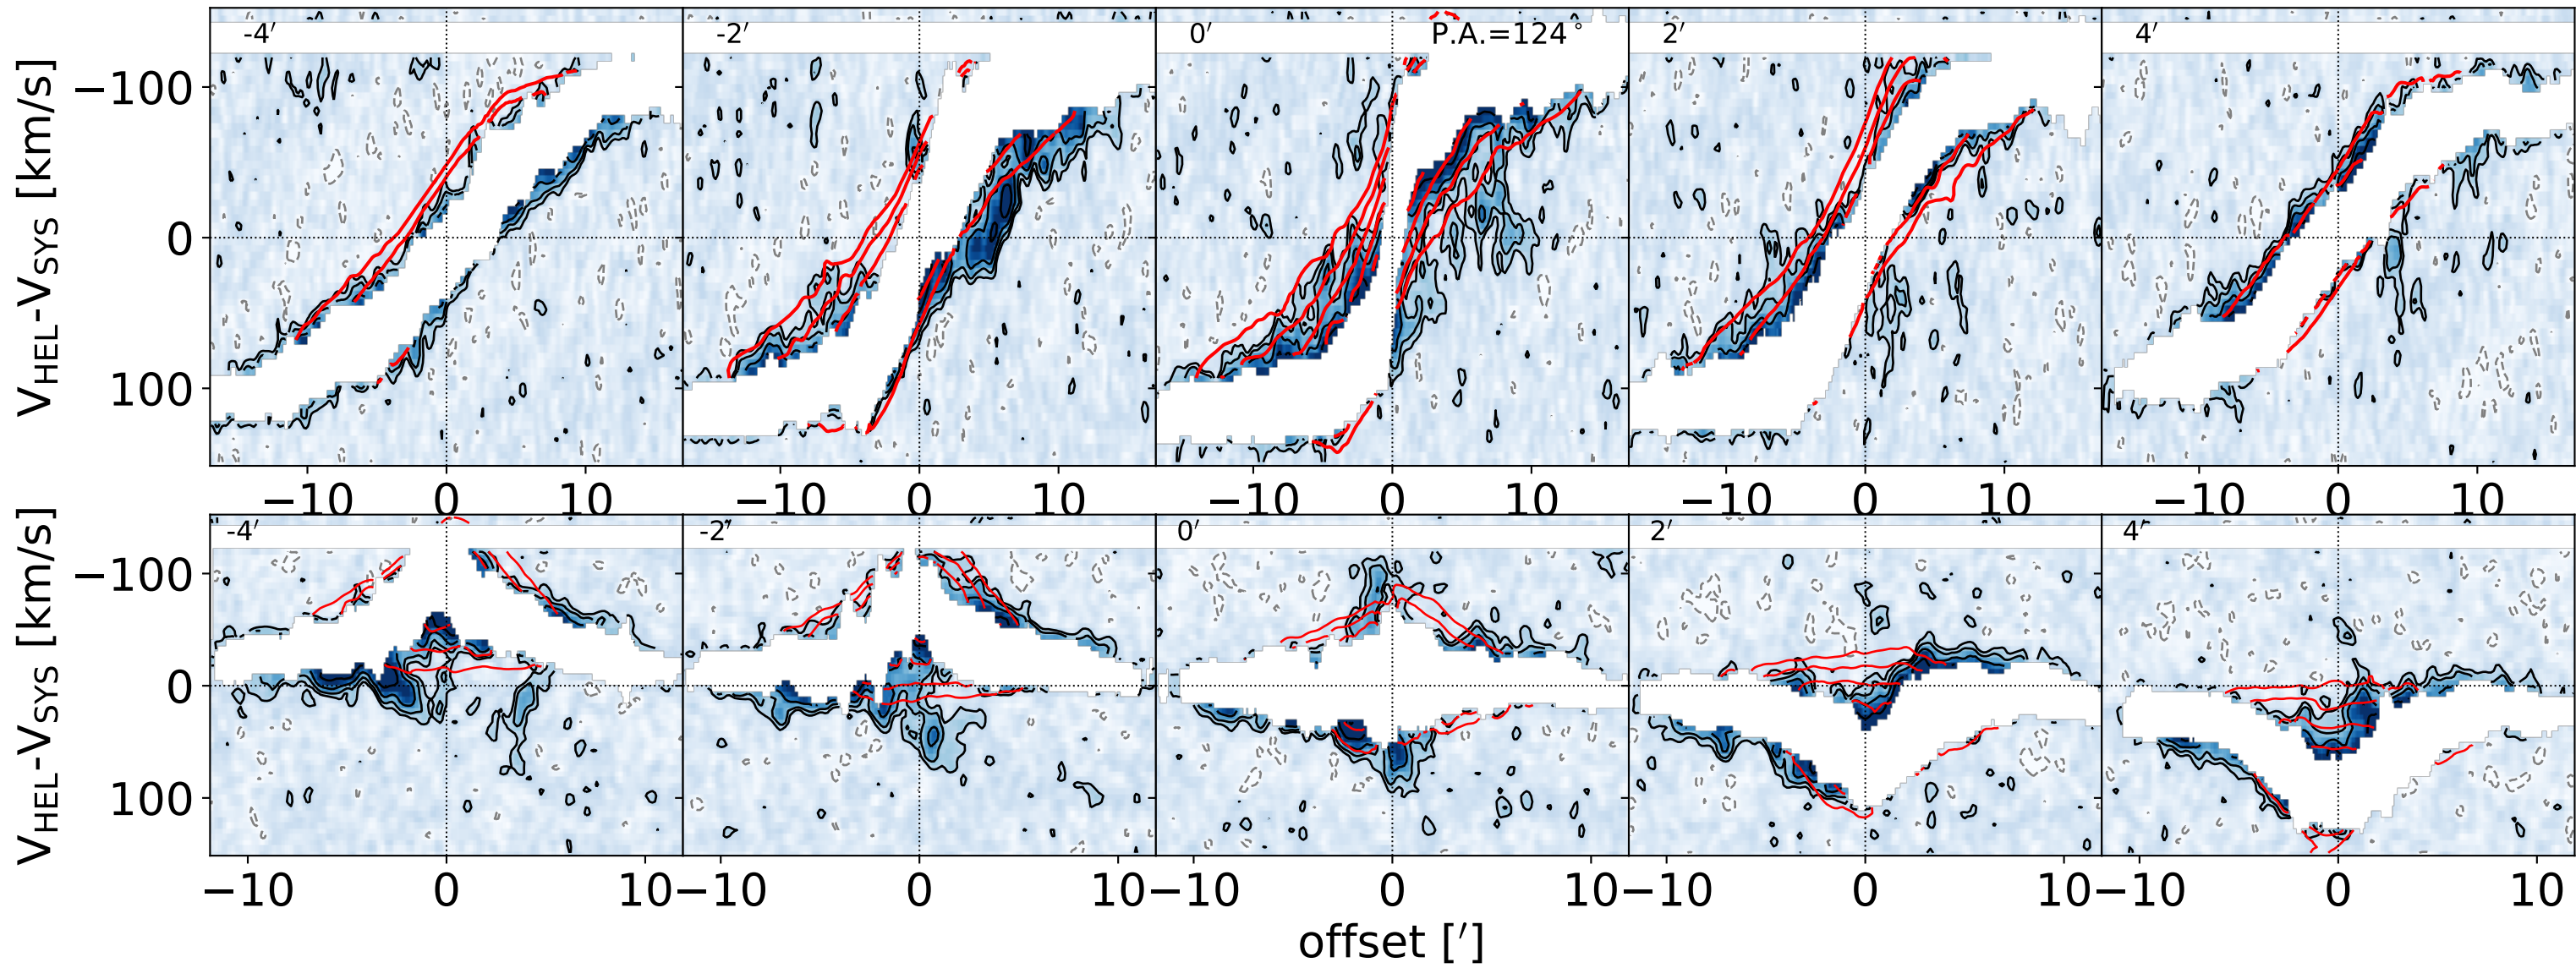 -4′ -2′ 0′ P.A.=124° 2′ 4′
V_HEL-V_SYS [km/s]
−100
0
100
−10 0 10 −10 0 10 −10 0 10 −10 0 10 −10 0 10
-4′ -2′ 0′ 2′ 4′
V_HEL-V_SYS [km/s]
−100
0
100
−10 0 10 −10 0 10 −10 0 10 −10 0 10 −10 0 10
offset [′]